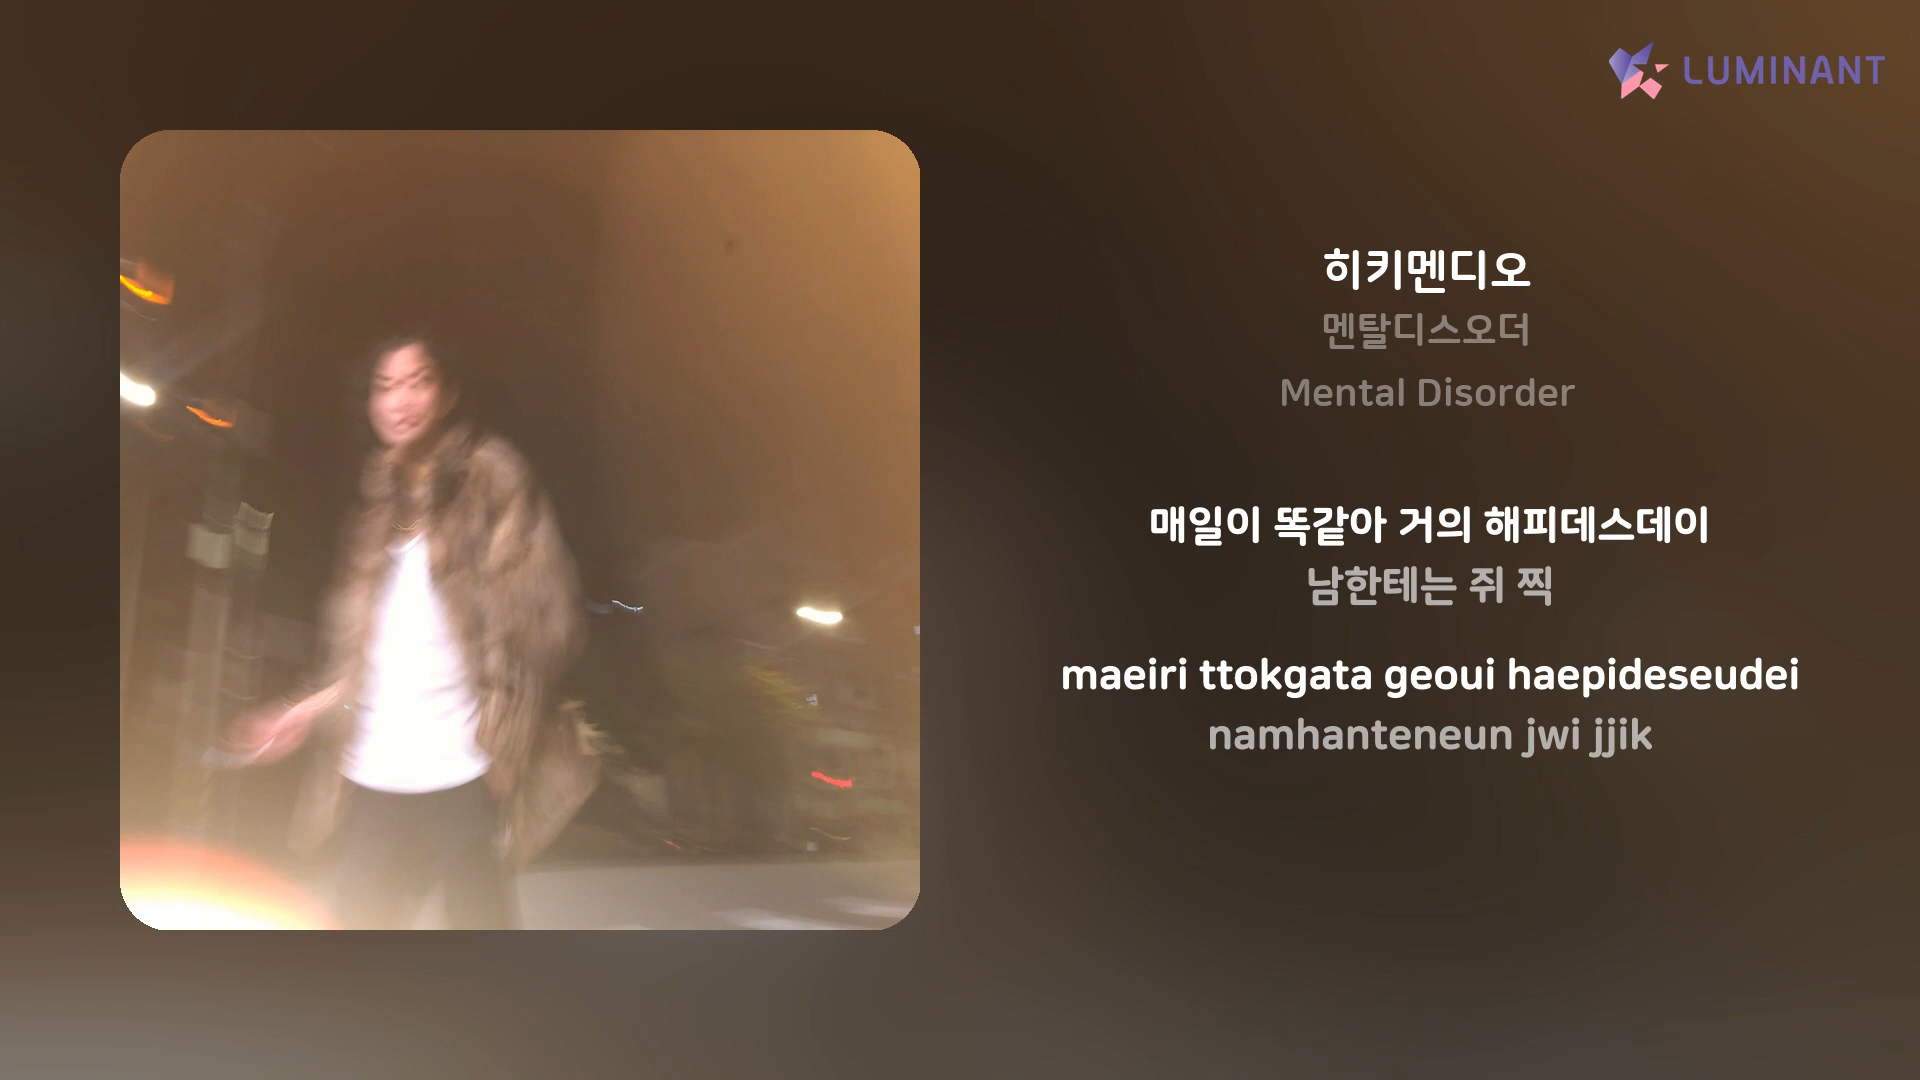 LUMINANT
히키멘디오
멘탈디스오더
Mental Disorder
매일이 똑같아 거의 해피데스데이
남한테는 쥐 찍
maeiri ttokgata geoui haepideseudei
namhanteneun jwi jjik